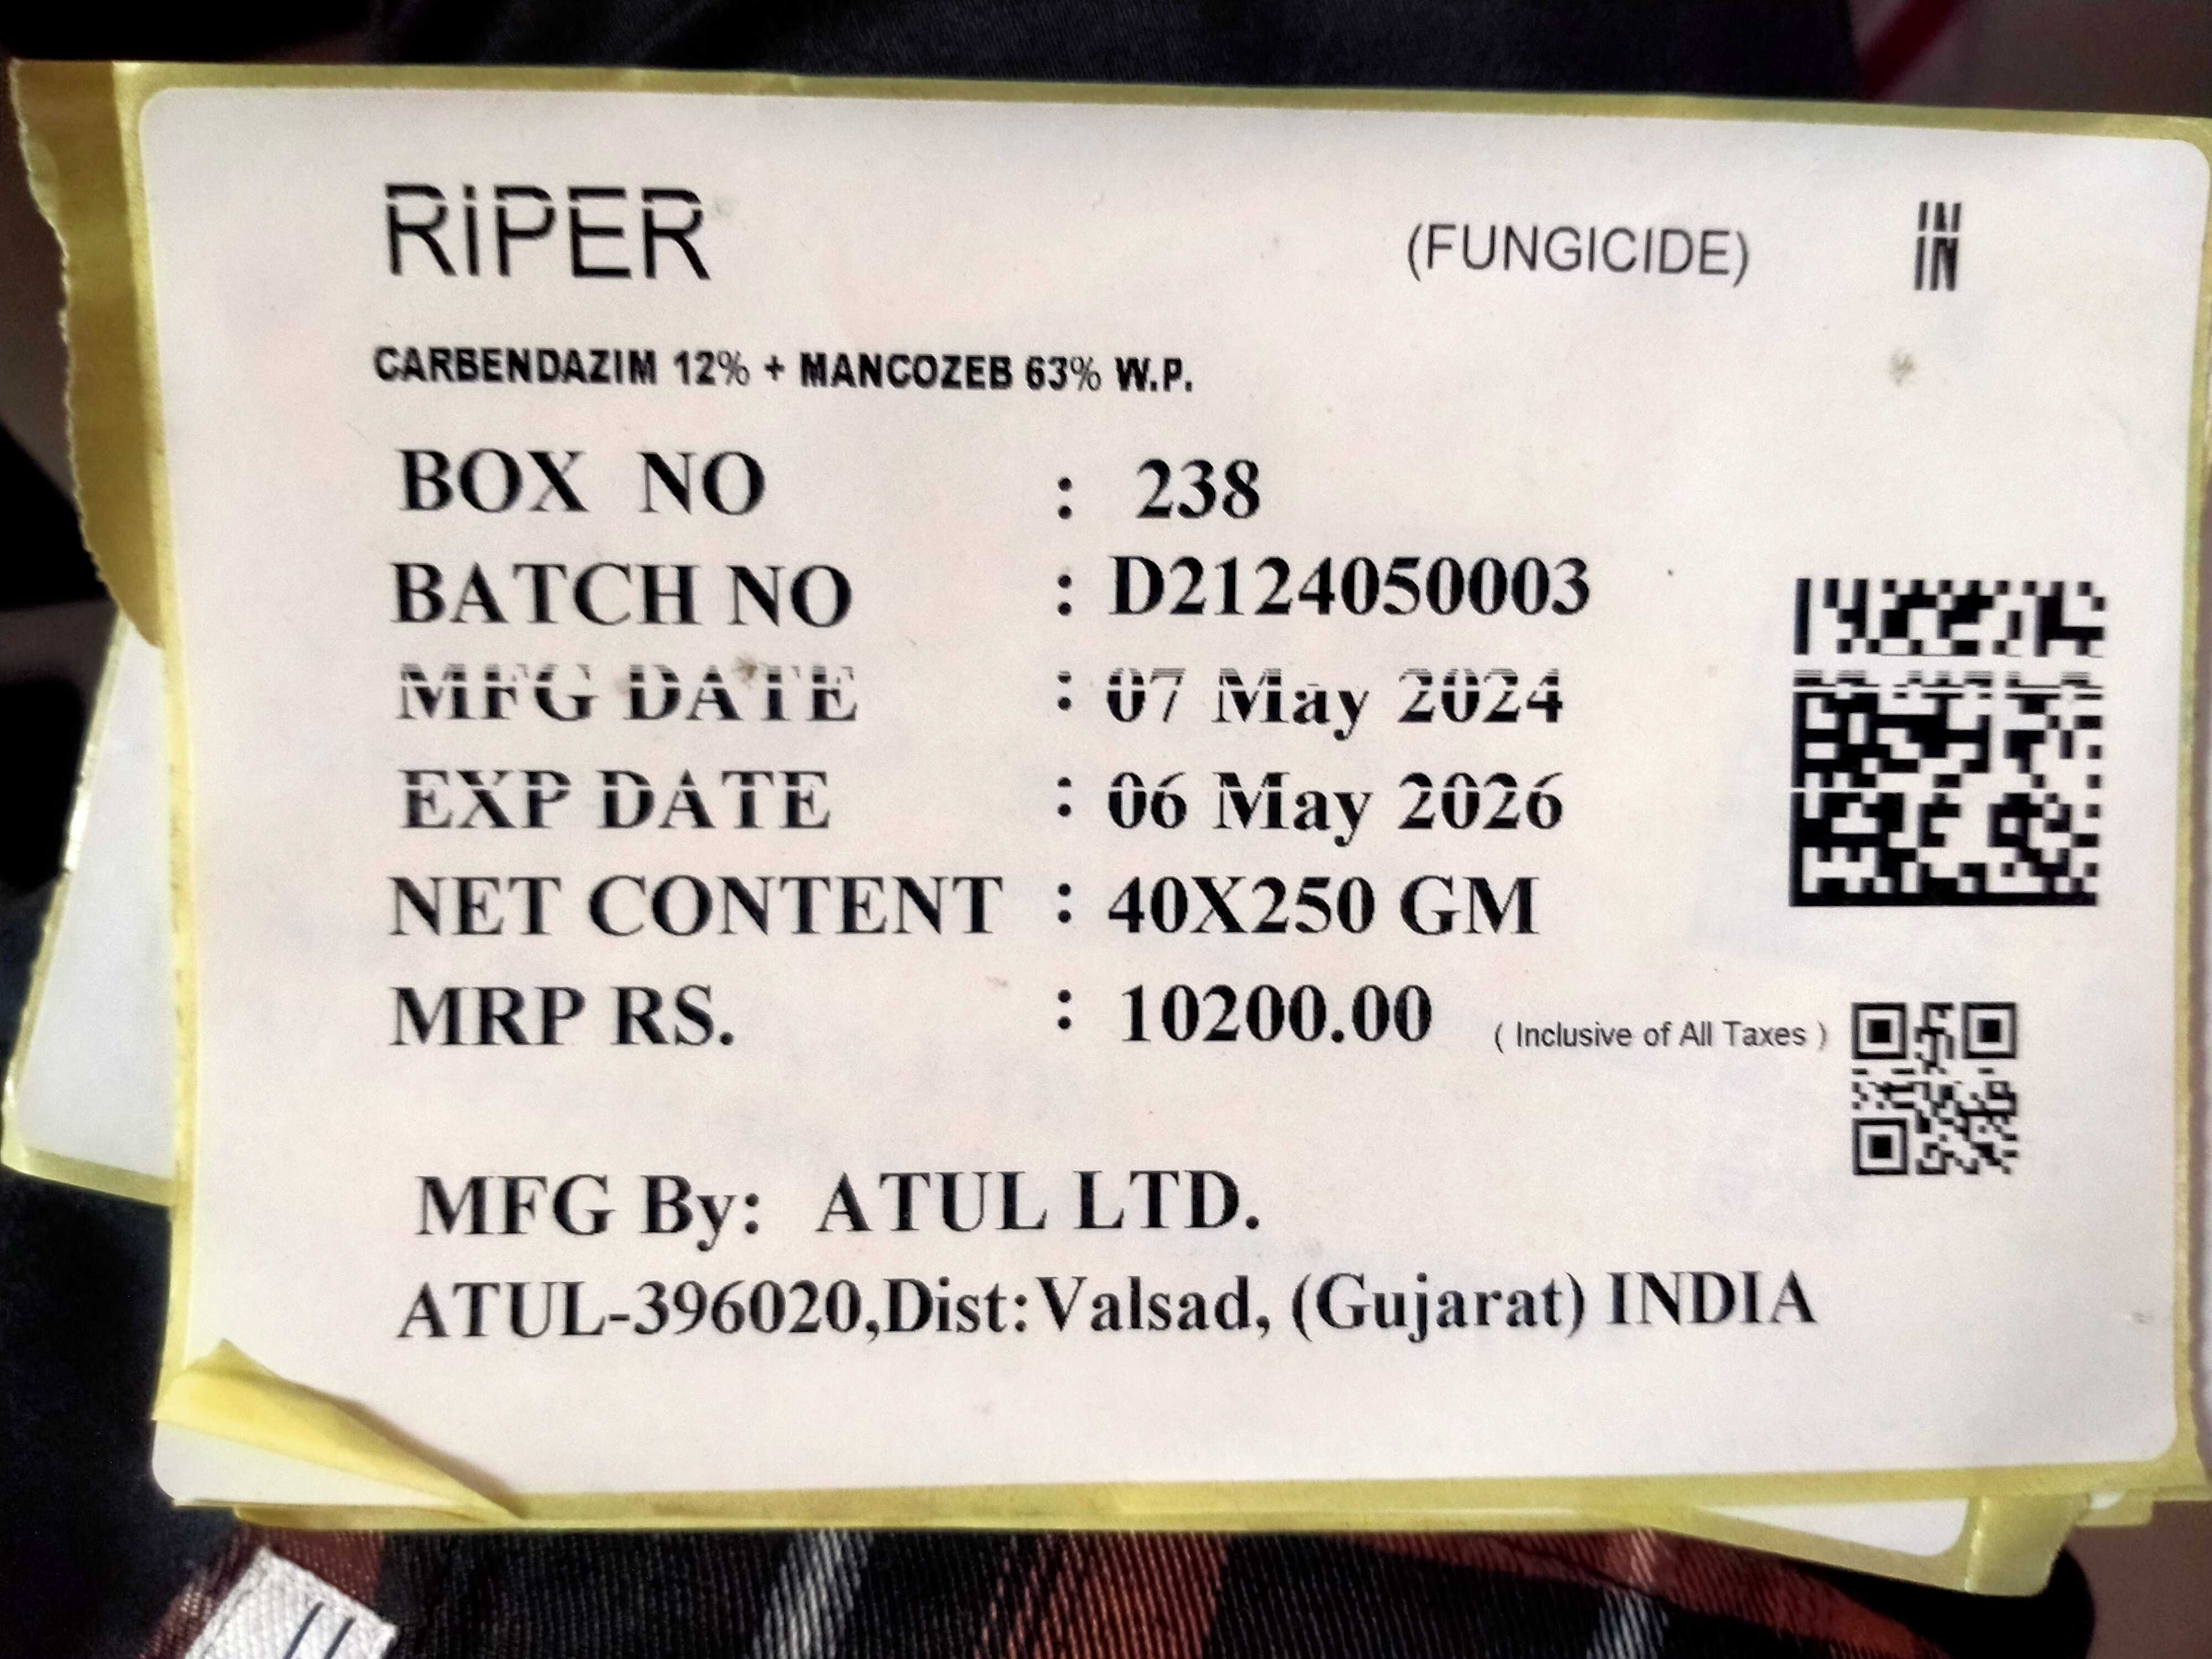 RiPER (FUNGICIDE) IN
CARBENDAZIM 12% + MANCOZEB 63% W.P.
BOX NO : 238
BATCH NO : D2124050003
MFG DATE : 07 May 2024
EXP DATE : 06 May 2026
NET CONTENT : 40X250 GM
MRP RS. : 10200.00 ( Inclusive of All Taxes )
MFG By: ATUL LTD.
ATUL-396020,Dist:Valsad, (Gujarat) INDIA